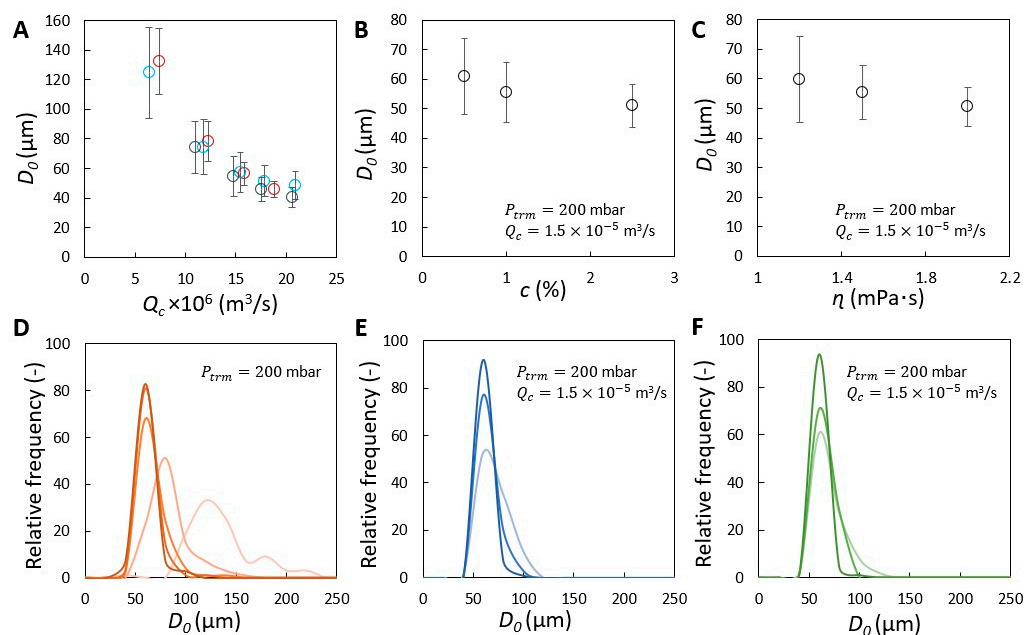 A
160
140
120
100
80
60
40
20
0
D0 (μm)
0 5 10 15 20 25
Qc ×10⁶ (m³/s)
B
80
70
60
50
40
30
20
10
0
D0 (μm)
Ptrm = 200 mbar
Qc = 1.5 × 10⁻⁵ m³/s
0 1 2 3
c (%)
C
80
70
60
50
40
30
20
10
0
D0 (μm)
Ptrm = 200 mbar
Qc = 1.5 × 10⁻⁵ m³/s
1 1.4 1.8 2.2
η (mPa·s)
D
100
80
60
40
20
0
Relative frequency (-)
Ptrm = 200 mbar
0 50 100 150 200 250
D0 (μm)
E
100
80
60
40
20
0
Relative frequency (-)
Ptrm = 200 mbar
Qc = 1.5 × 10⁻⁵ m³/s
0 50 100 150 200 250
D0 (μm)
F
100
80
60
40
20
0
Relative frequency (-)
Ptrm = 200 mbar
Qc = 1.5 × 10⁻⁵ m³/s
0 50 100 150 200 250
D0 (μm)